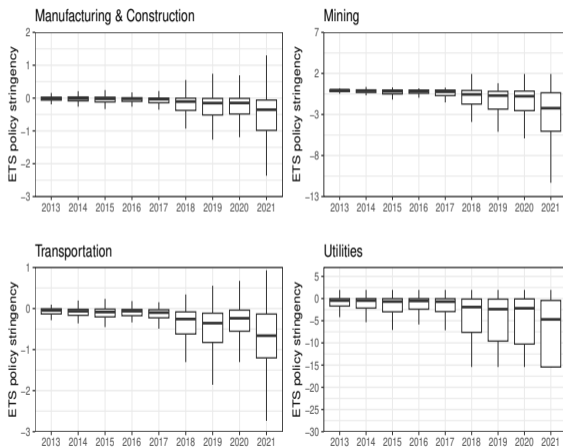 Manufacturing & Construction
ETS policy stringency
2
1
0
−1
−2
−3
2013 2014 2015 2016 2017 2018 2019 2020 2021
Mining
ETS policy stringency
7
2
−3
−8
−13
2013 2014 2015 2016 2017 2018 2019 2020 2021
Transportation
ETS policy stringency
1
0
−1
−2
−3
2013 2014 2015 2016 2017 2018 2019 2020 2021
Utilities
ETS policy stringency
5
0
−5
−10
−15
−20
−25
−30
2013 2014 2015 2016 2017 2018 2019 2020 2021